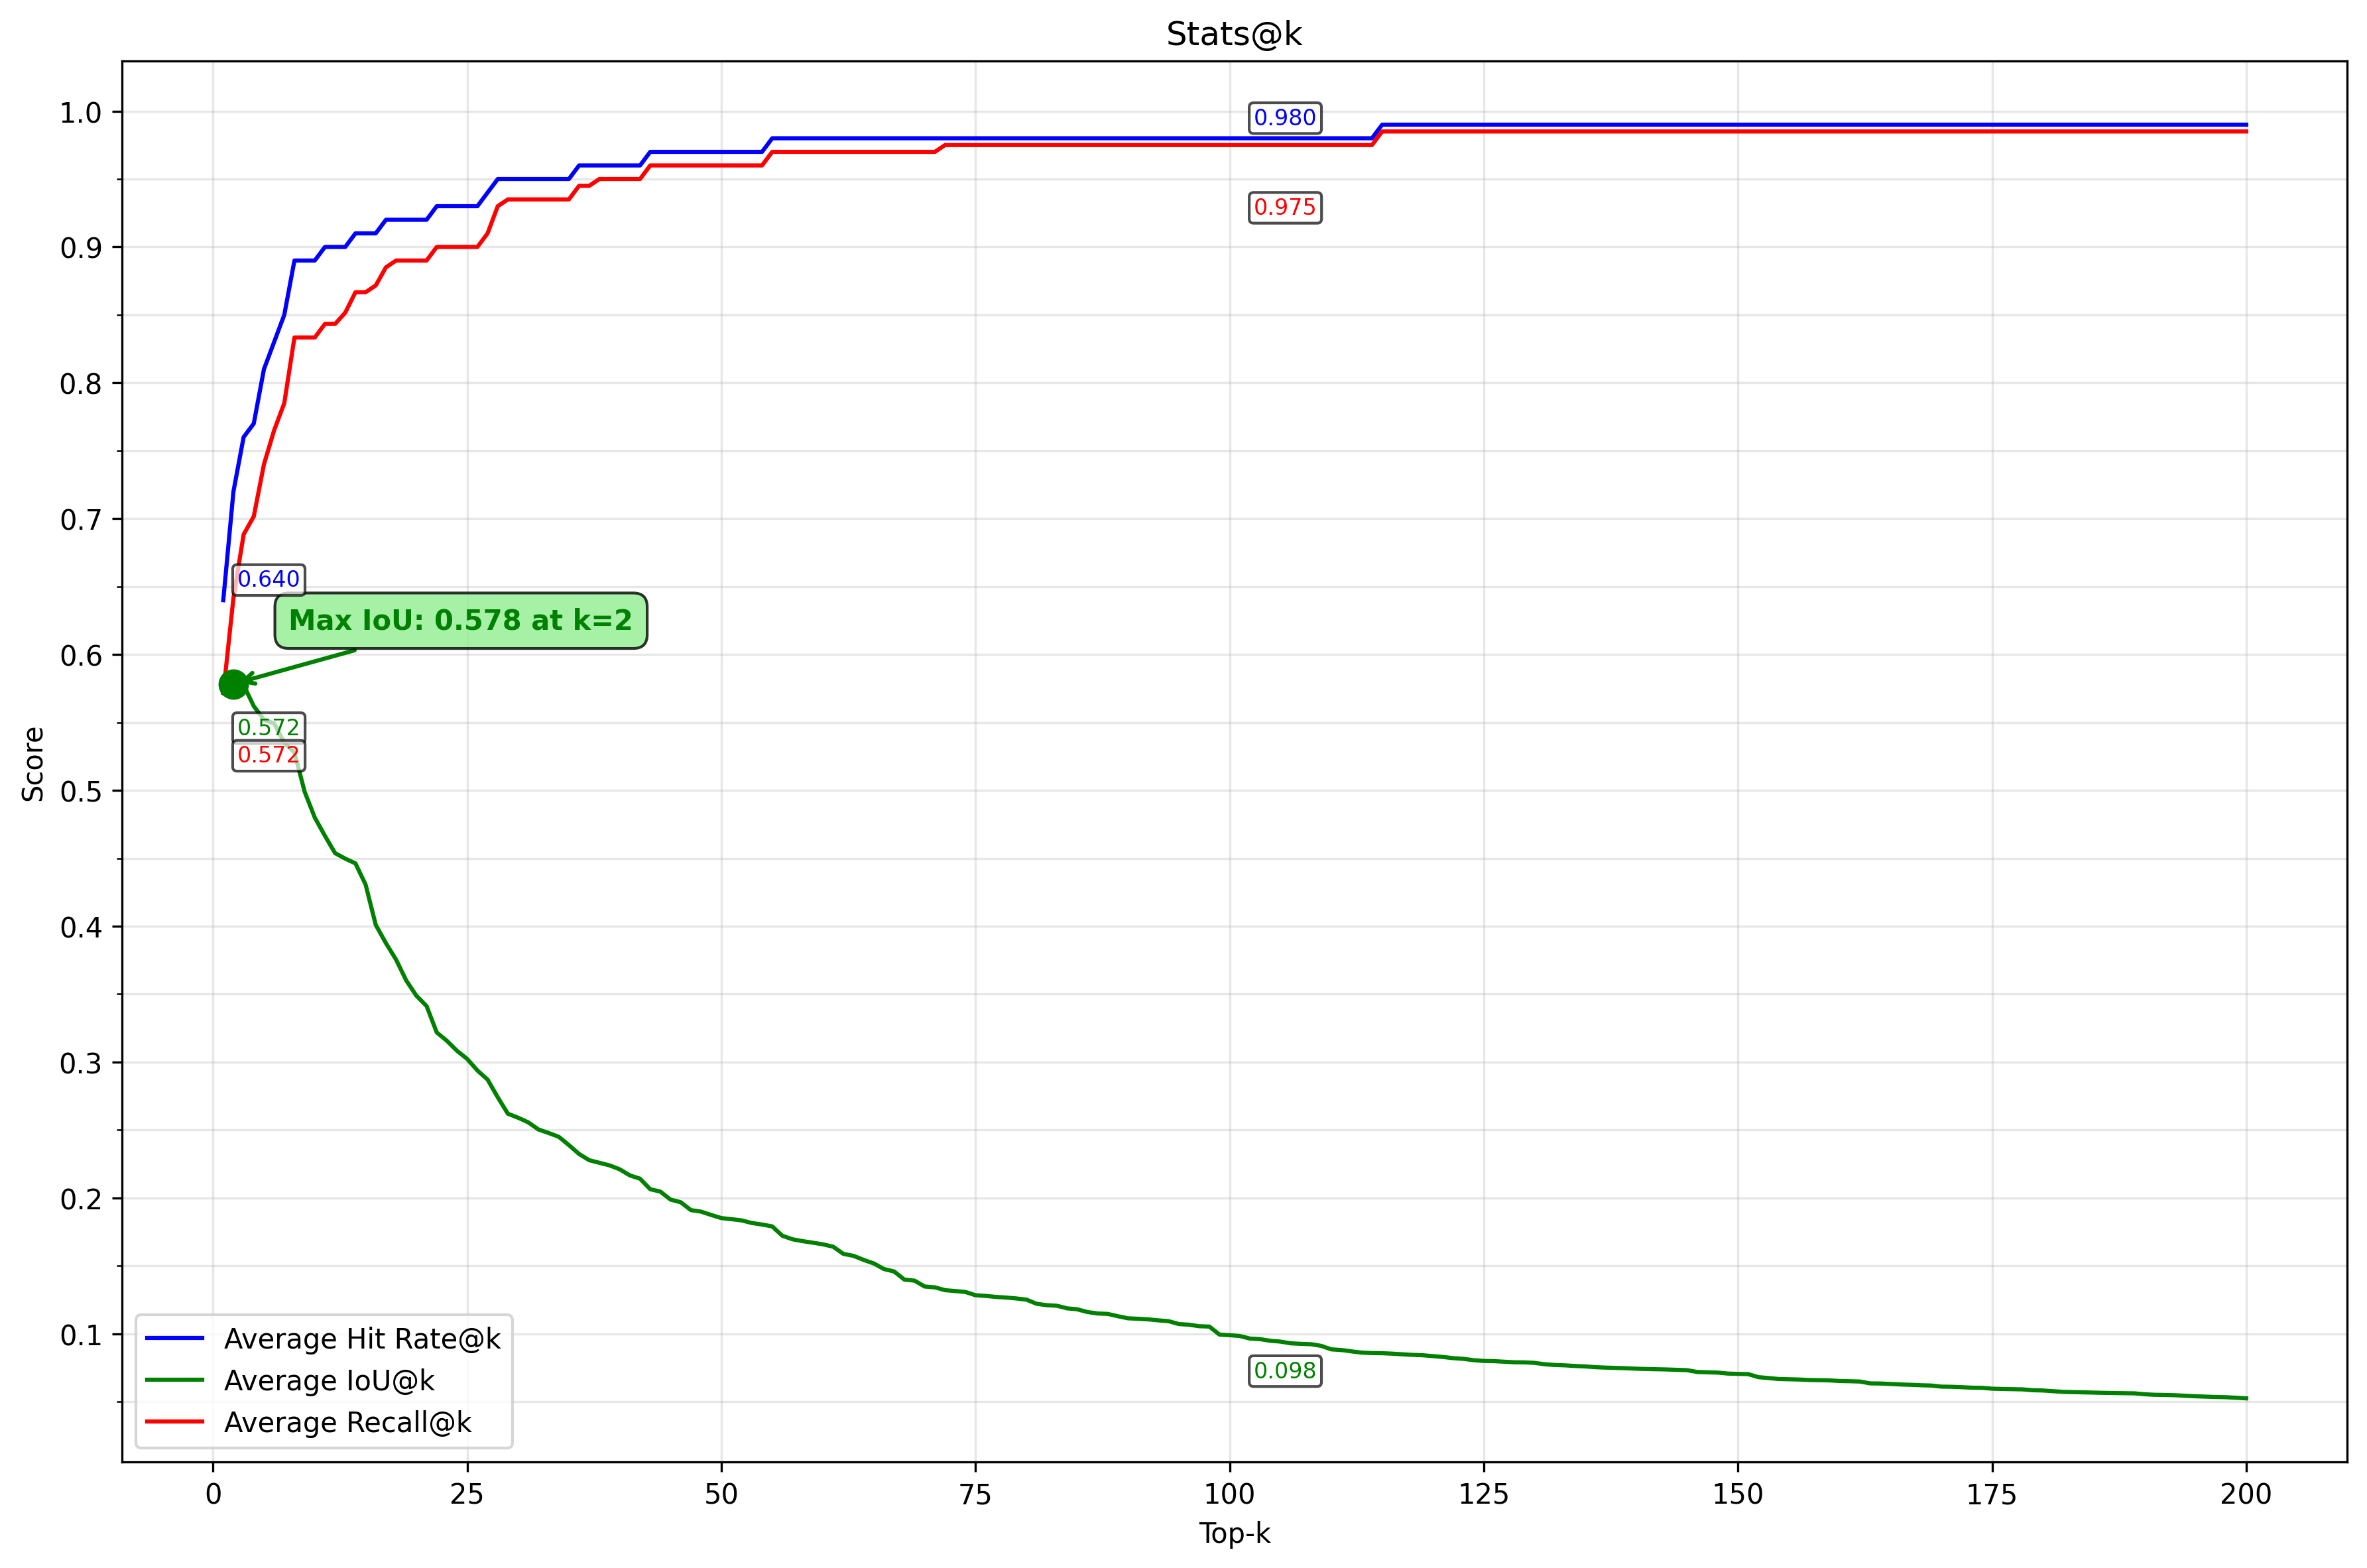 Stats@k
Score
1.0
0.9
0.8
0.7
0.6
0.5
0.4
0.3
0.2
0.1
0.980
0.975
0.640
Max IoU: 0.578 at k=2
0.572
0.572
0.098
Average Hit Rate@k
Average IoU@k
Average Recall@k
0 25 50 75 100 125 150 175 200
Top-k